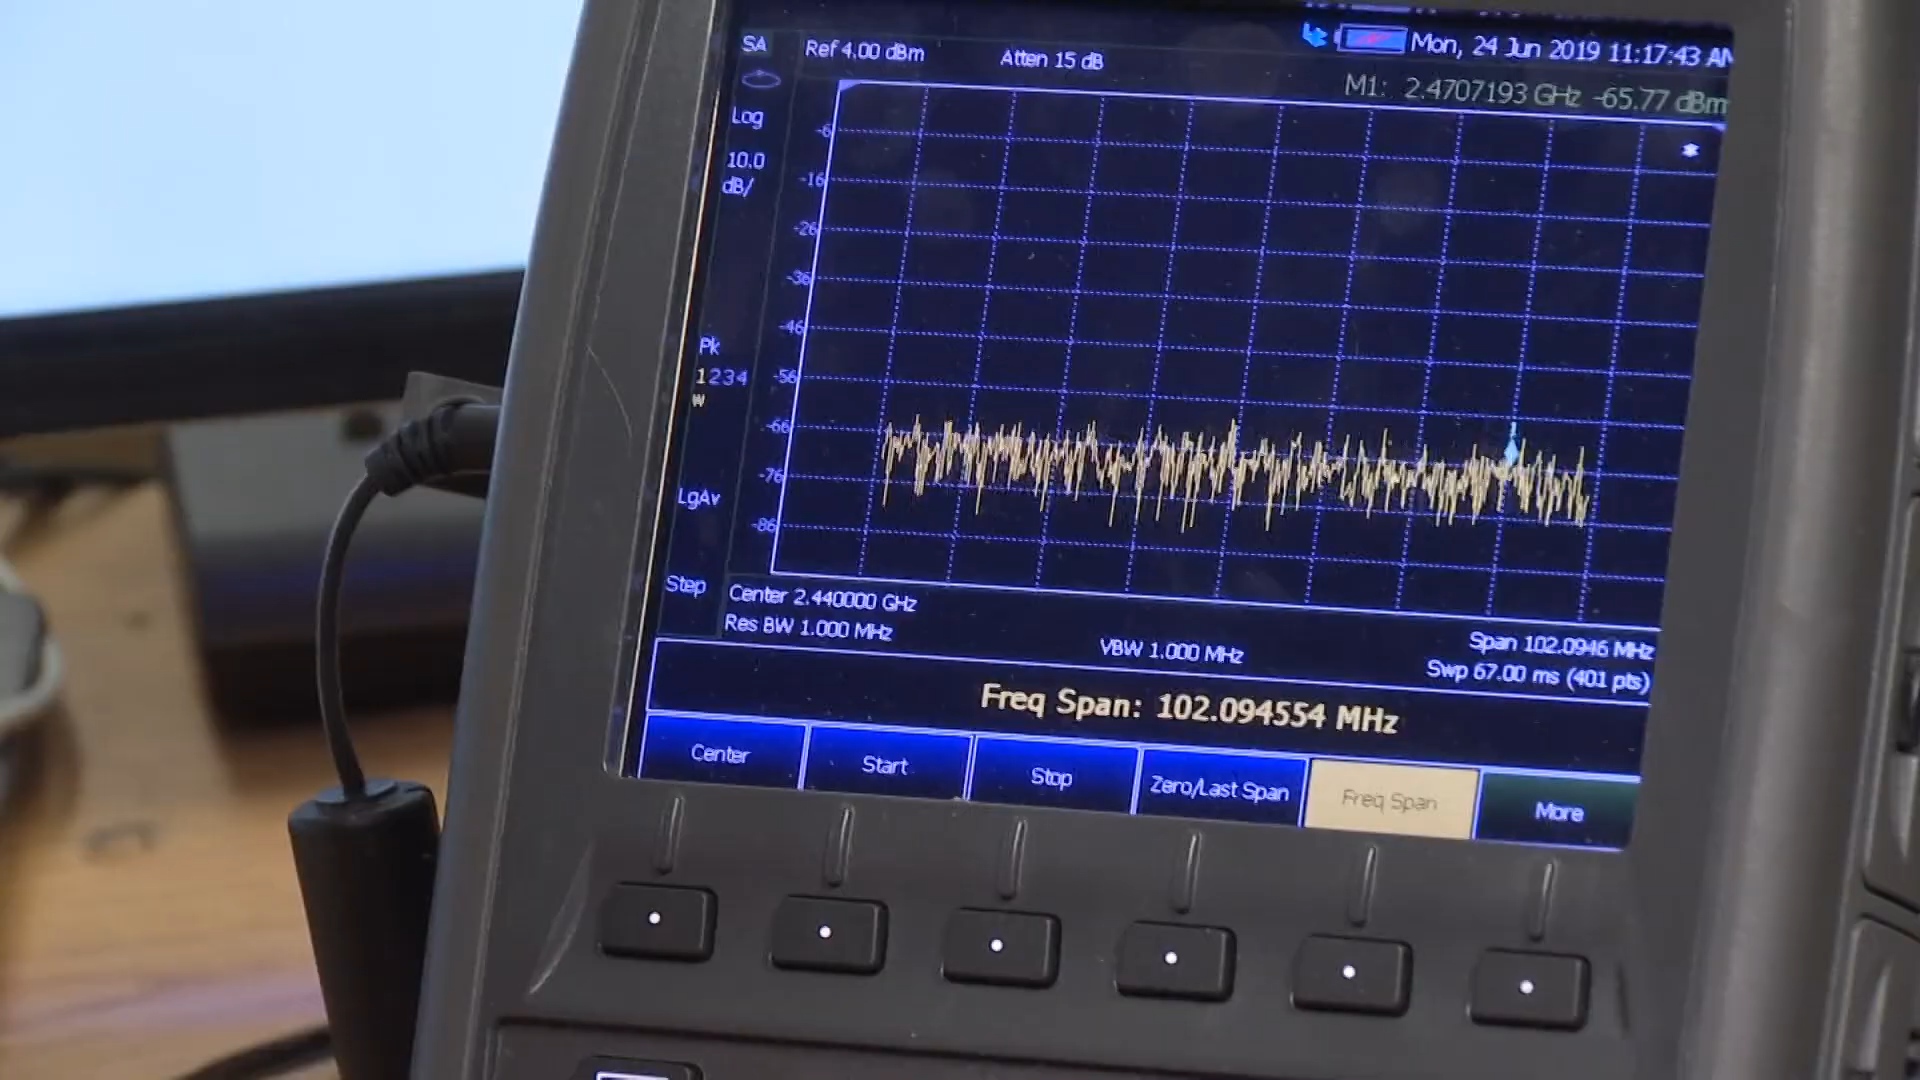 Mon, 24 Jun 2019 11:17:43 AM
SA
Ref 4.00 dBm
Atten 15 dB
M1: 2.4707193 GHz -65.77 dBm
Log
10.0
dB/
-6
-16
-26
-36
-46
-56
-66
-76
-86
Pk
1234
W
LgAv
Step
Center 2.440000 GHz
Res BW 1.000 MHz
VBW 1.000 MHz
Span 102.0946 MHz
Swp 67.00 ms (401 pts)
Freq Span: 102.094554 MHz
Center
Start
Stop
Zero/Last Span
Freq Span
More